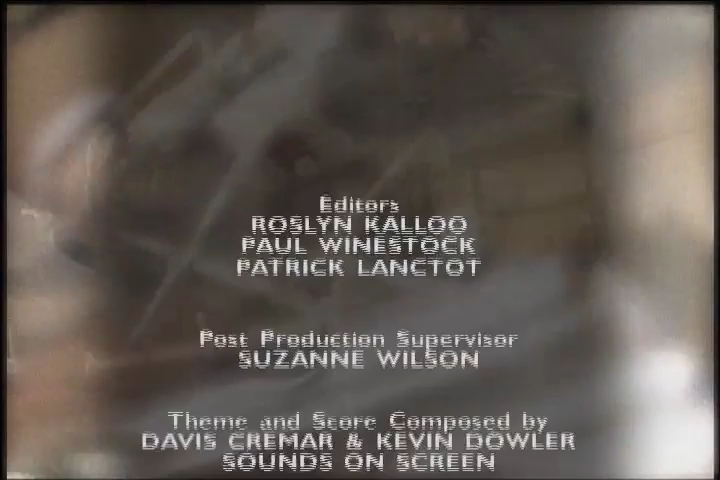 Editors
ROSLYN KALLOO
PAUL WINESTOCK
PATRICK LANCTOT
Post Production Supervisor
SUZANNE WILSON
Theme and Score Composed by
DAVIS CREMAR & KEVIN DOWLER
SOUNDS ON SCREEN